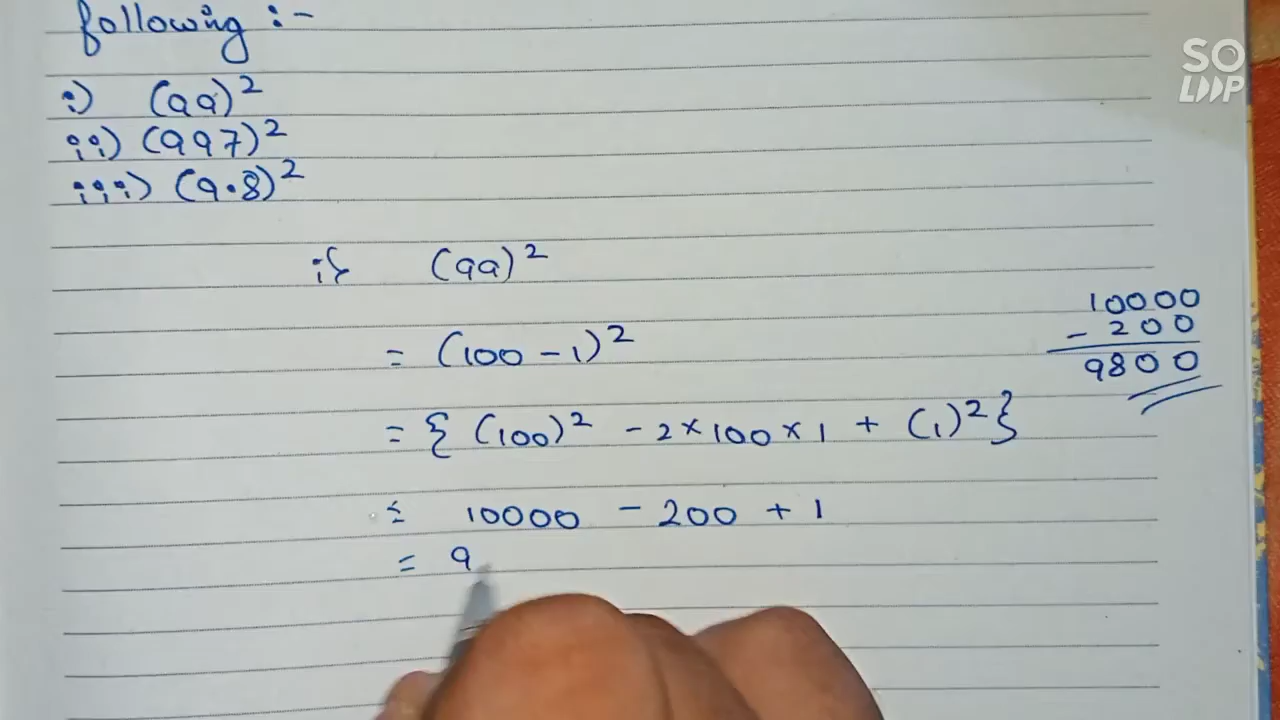 following :-
i) (99)²
ii) (997)²
iii) (9.8)²
i} (99)²
= (100 - 1)²
= { (100)² - 2 × 100 × 1 + (1)² }
= 10000 - 200 + 1
= 9
10000
- 200
9800
SO
LOOP